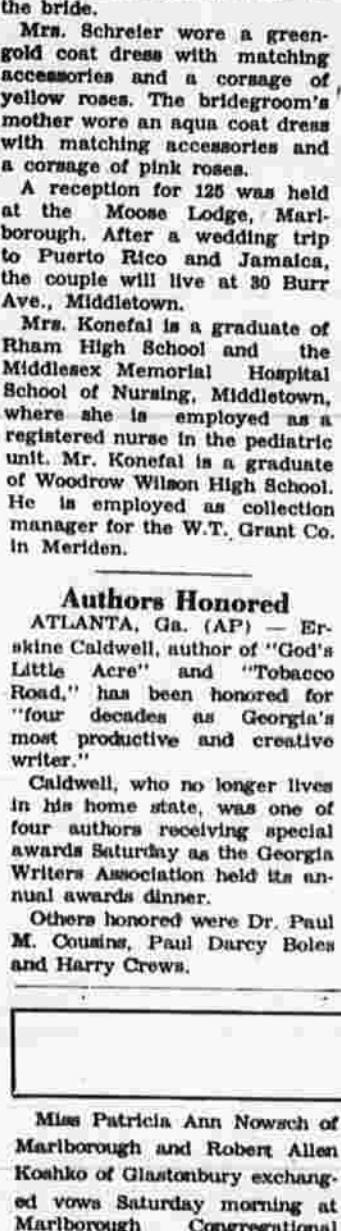 the bride.
Mrs. Schreier wore a green-
gold coat dress with matching
accessories and a corsage of
yellow roses. The bridegroom's
mother wore an aqua coat dress
with matching accessories and
a corsage of pink roses.
A reception for 125 was held
at the Moose Lodge, Marl-
borough. After a wedding trip
to Puerto Rico and Jamaica,
the couple will live at 30 Burr
Ave., Middletown.
Mrs. Konefal is a graduate of
Rham High School and the
Middlesex Memorial Hospital
School of Nursing, Middletown,
where she is employed as a
registered nurse in the pediatric
unit. Mr. Konefal is a graduate
of Woodrow Wilson High School.
He is employed as collection
manager for the W.T. Grant Co.
in Meriden.
Authors Honored
ATLANTA, Ga. (AP) — Er-
skine Caldwell, author of "God's
Little Acre" and "Tobacco
Road," has been honored for
"four decades as Georgia's
most productive and creative
writer."
Caldwell, who no longer lives
in his home state, was one of
four authors receiving special
awards Saturday as the Georgia
Writers Association held its an-
nual awards dinner.
Others honored were Dr. Paul
M. Cousins, Paul Darcy Boles
and Harry Crews.
Miss Patricia Ann Nowsch of
Marlborough and Robert Allen
Koshko of Glastonbury exchang-
ed vows Saturday morning at
Marlborough Congregational